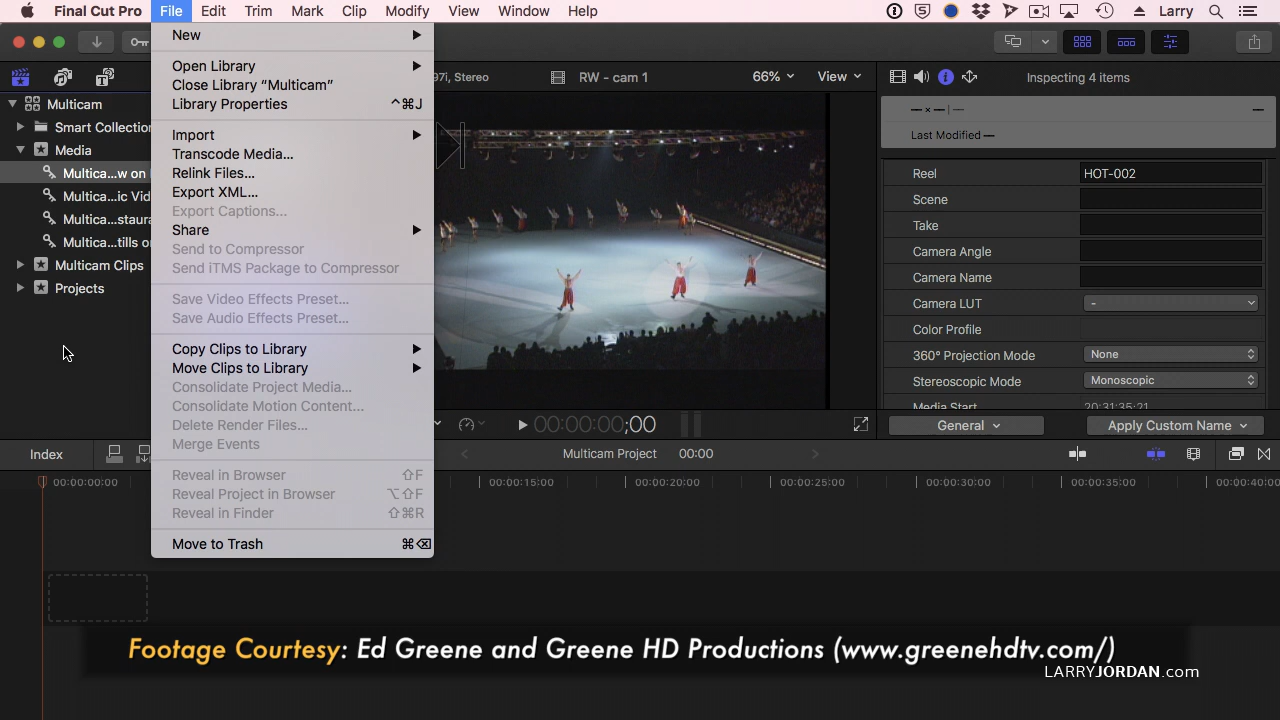 Final Cut Pro File Edit Trim Mark Clip Modify View Window Help Larry
New
Open Library
Close Library “Multicam”
Library Properties ^⌘J
Import
Transcode Media...
Relink Files...
Export XML...
Export Captions...
Share
Send to Compressor
Send iTMS Package to Compressor
Save Video Effects Preset...
Save Audio Effects Preset...
Copy Clips to Library
Move Clips to Library
Consolidate Project Media...
Consolidate Motion Content...
Delete Render Files...
Merge Events
Reveal in Browser ⇧F
Reveal Project in Browser ⌥⇧F
Reveal in Finder ⇧⌘R
Move to Trash ⌘⌫
Multicam
Smart Collection
Media
Multica...w on
Multica...ic Vid
Multica...staura
Multica...tills o
Multicam Clips
Projects
97i, Stereo RW - cam 1 66% View
Inspecting 4 items
Last Modified —
Reel HOT-002
Scene
Take
Camera Angle
Camera Name
Camera LUT -
Color Profile
360° Projection Mode None
Stereoscopic Mode Monoscopic
Media Start 20:31:35:21
General Apply Custom Name
00:00:00;00
Index Multicam Project 00:00
00:00:00:00 00:00:15:00 00:00:20:00 00:00:25:00 00:00:30:00 00:00:35:00 00:00:40:00
Footage Courtesy: Ed Greene and Greene HD Productions (www.greenehdtv.com/)
LARRYJORDAN.com